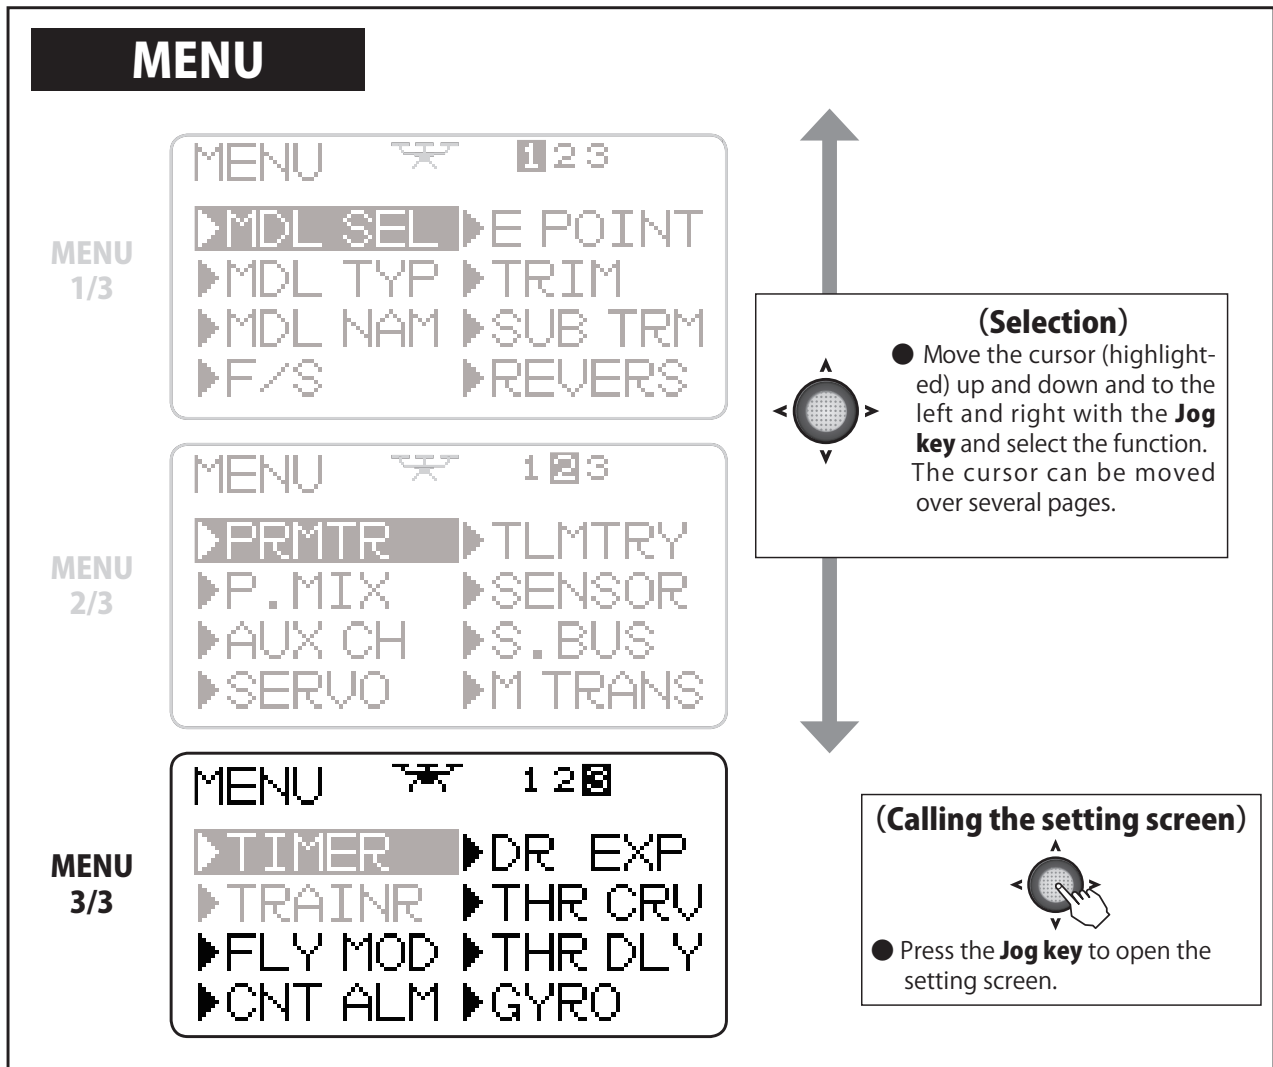 MENU
MENU 1 2 3
MENU
1/3
MDL SEL E POINT
MDL TYP TRIM
MDL NAM SUB TRM
F/S REVERS
(Selection)
● Move the cursor (highlight-
ed) up and down and to the
left and right with the Jog
key and select the function.
The cursor can be moved
over several pages.
MENU 1 2 3
MENU
2/3
PRMTR TLMTRY
P.MIX SENSOR
AUX CH S.BUS
SERVO M TRANS
MENU 1 2 3
MENU
3/3
TIMER DR EXP
TRAINR THR CRV
FLY MOD THR DLY
CNT ALM GYRO
(Calling the setting screen)
● Press the Jog key to open the
setting screen.